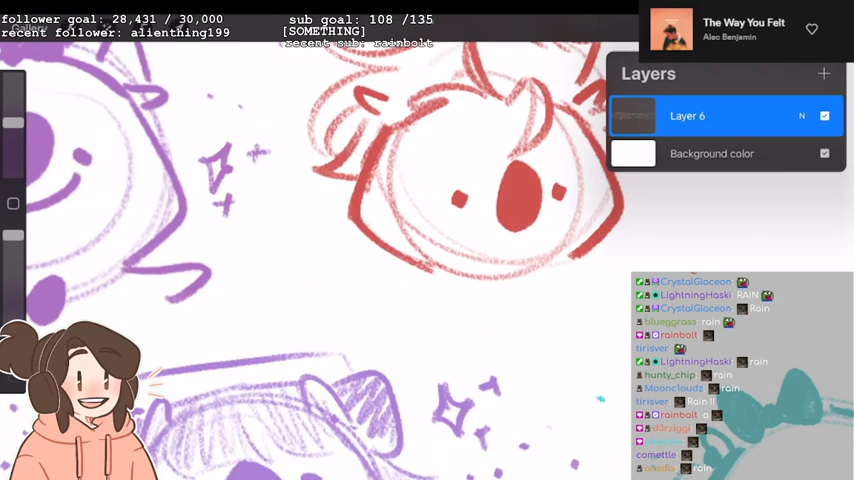 Gallery
follower goal: 28,431 / 30,000
recent follower: alienthing199
sub goal: 108 /135
[SOMETHING]
recent sub: rainbolt
The Way You Felt
Alec Benjamin
Layers
Layer 6
N
Background color
CrystalGlaceon
LightningHaski RAIN
CrystalGlaceon Rain
blueggrass rain
rainbolt
tirisver
LightningHaski rain
hunty_chip rain
Moonc1oudz rain
tirisver Rain !!
rainbolt a
d3rziggi
comettle
rain